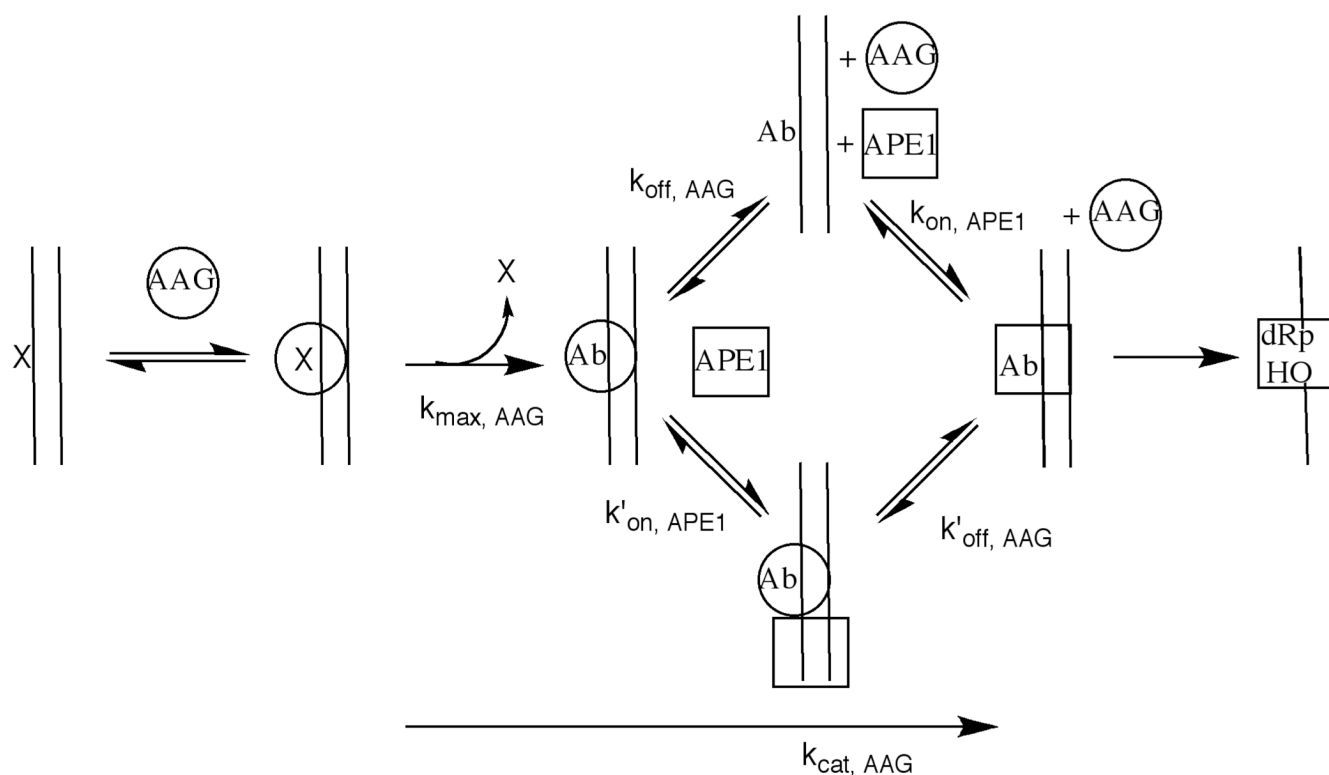 + AAG
Ab + APE1
k_off, AAG
k_on, APE1
+ AAG
AAG
X
X
X
k_max, AAG
Ab
APE1
Ab
dRp
HO
k'_on, APE1
k'_off, AAG
Ab
k_cat, AAG